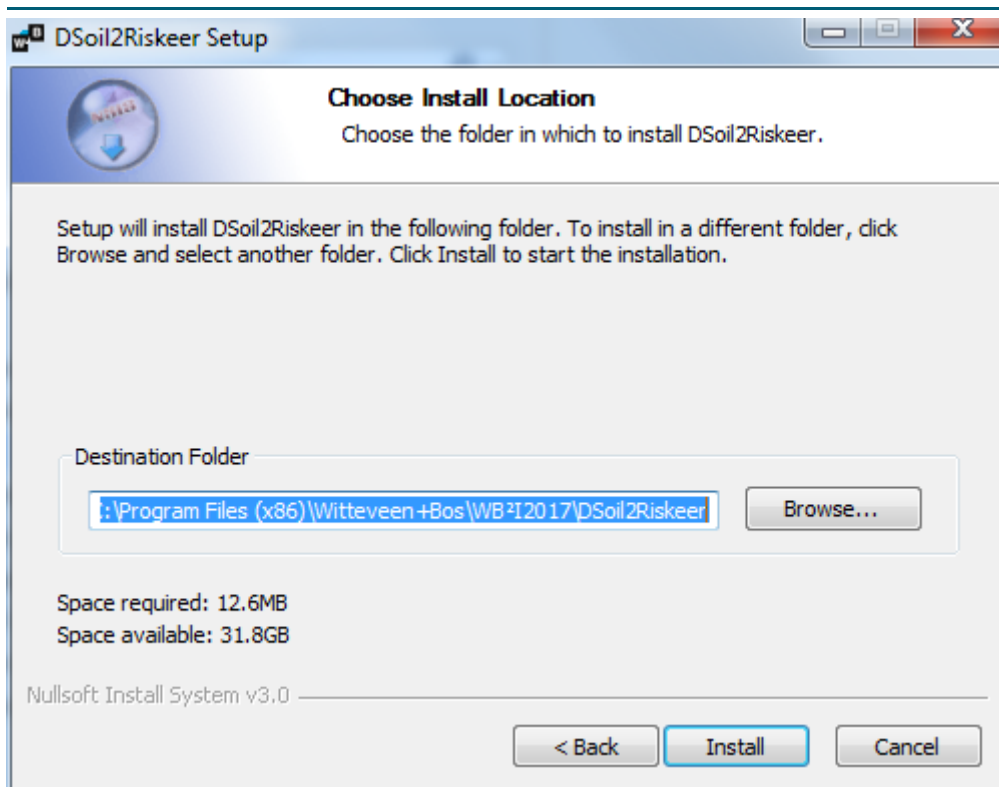 DSoil2Riskeer Setup
Choose Install Location
Choose the folder in which to install DSoil2Riskeer.
Setup will install DSoil2Riskeer in the following folder. To install in a different folder, click
Browse and select another folder. Click Install to start the installation.
Destination Folder
:\Program Files (x86)\Witteveen+Bos\WB²I2017\DSoil2Riskeer
Browse...
Space required: 12.6MB
Space available: 31.8GB
Nullsoft Install System v3.0
< Back
Install
Cancel